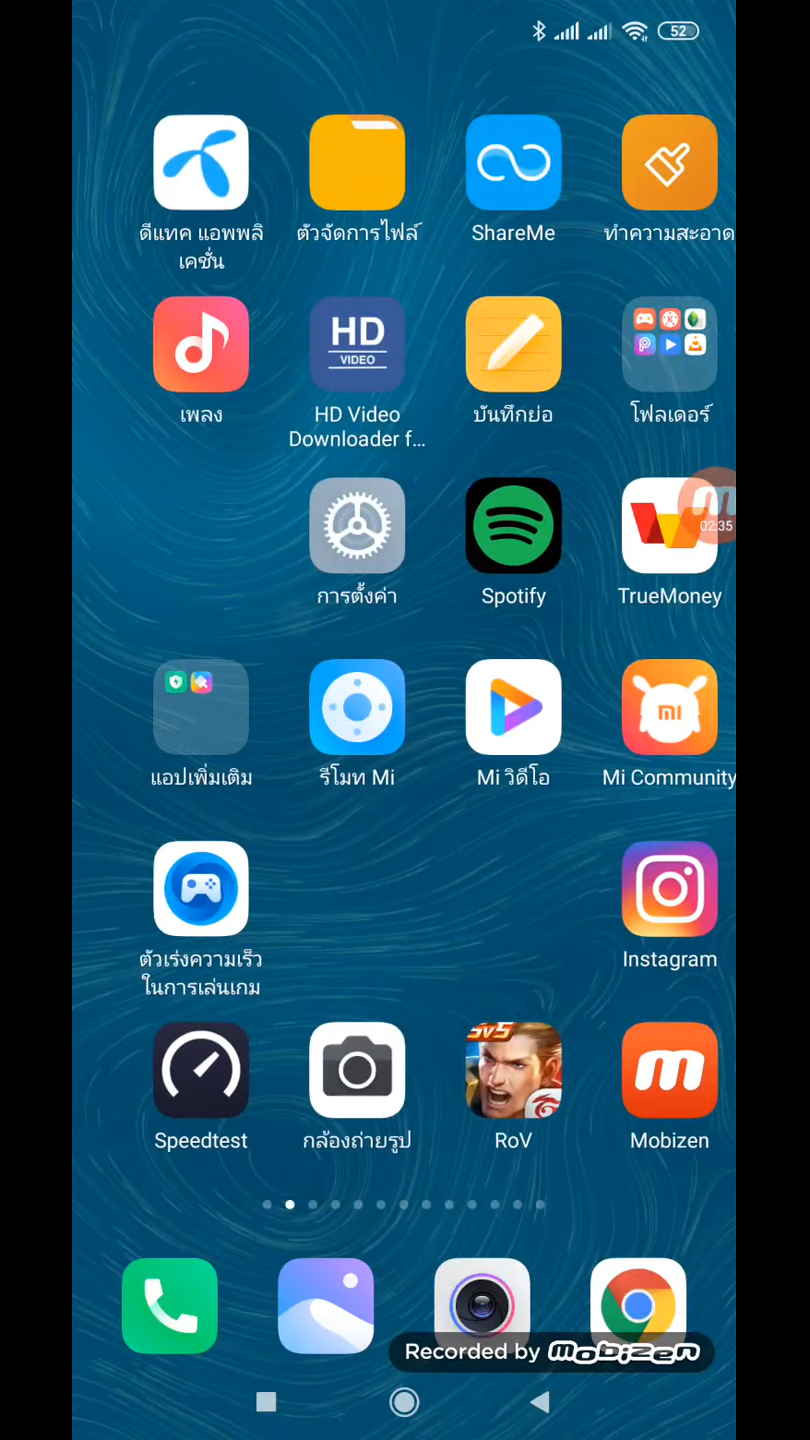 52
ดีแทค แอพพลิ
เคชั่น
ตัวจัดการไฟล์
ShareMe
ทำความสะอาด
เพลง
HD
VIDEO
HD Video
Downloader f...
บันทึกย่อ
โฟลเดอร์
การตั้งค่า
Spotify
02:35
TrueMoney
แอปเพิ่มเติม
รีโมท Mi
Mi วิดีโอ
MI
Mi Community
ตัวเร่งความเร็ว
ในการเล่นเกม
Instagram
Speedtest
กล้องถ่ายรูป
5V5
RoV
m
Mobizen
Recorded by mobizen